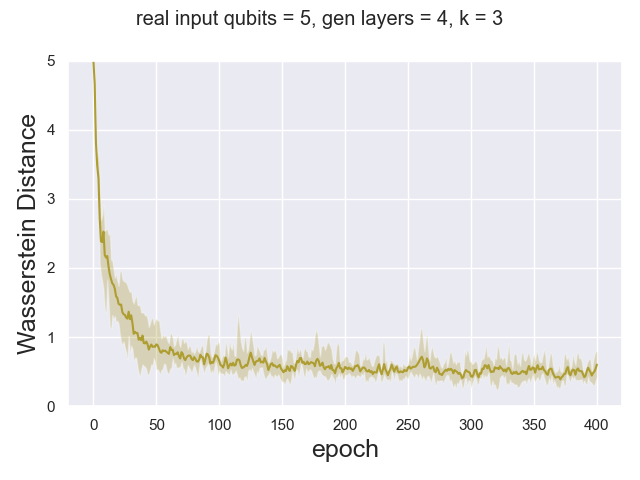 real input qubits = 5, gen layers = 4, k = 3
5
4
3
2
1
0
Wasserstein Distance
0 50 100 150 200 250 300 350 400
epoch